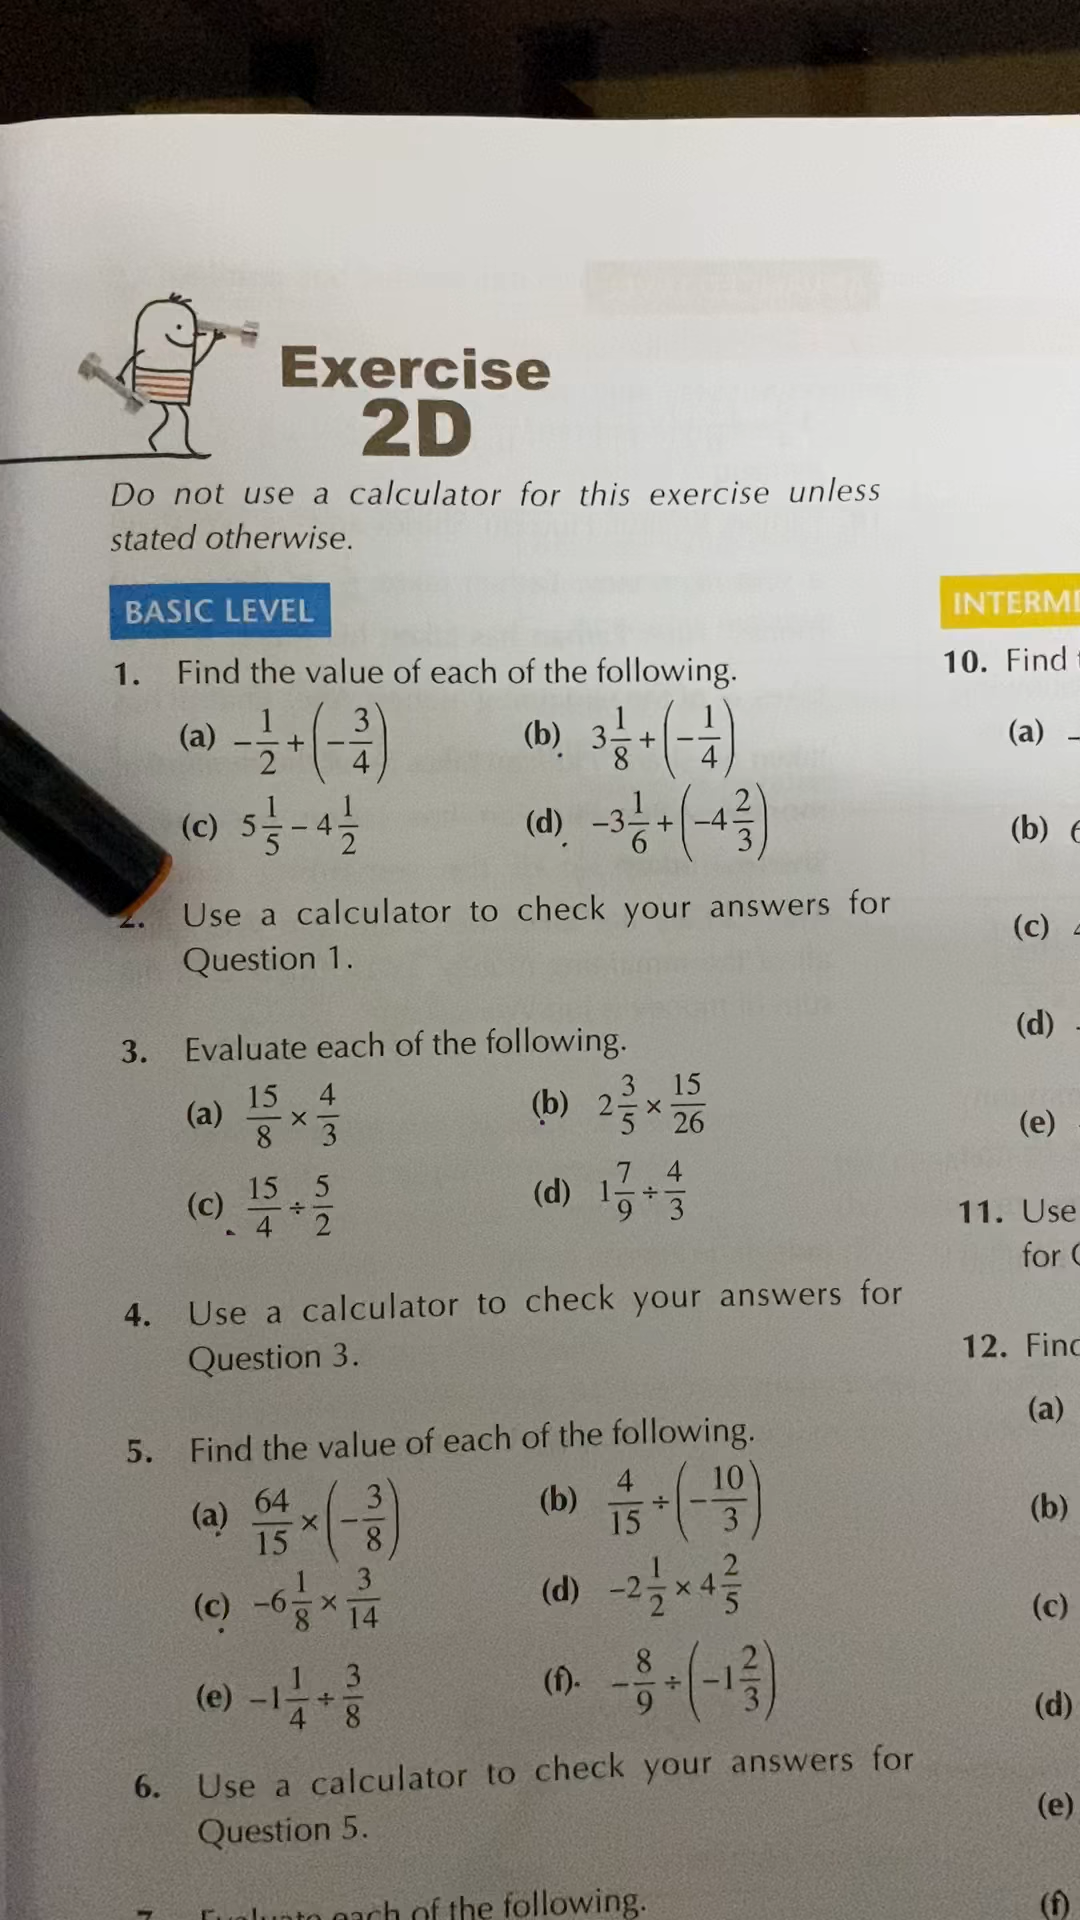 Exercise
2D
Do not use a calculator for this exercise unless
stated otherwise.
BASIC LEVEL
1. Find the value of each of the following.
(a) -1/2 + (-3/4) (b) 3 1/8 + (-1/4)
(c) 5 1/5 - 4 1/2 (d) -3 1/6 + (-4 2/3)
2. Use a calculator to check your answers for
Question 1.
3. Evaluate each of the following.
(a) 15/8 × 4/3 (b) 2 3/5 × 15/26
(c) 15/4 ÷ 5/2 (d) 1 7/9 ÷ 4/3
4. Use a calculator to check your answers for
Question 3.
5. Find the value of each of the following.
(a) 64/15 × (-3/8) (b) 4/15 ÷ (-10/3)
(c) -6 1/8 × 3/14 (d) -2 1/2 × 4 2/5
(e) -1 1/4 ÷ 3/8 (f) -8/9 ÷ (-1 2/3)
6. Use a calculator to check your answers for
Question 5.
each of the following.
10. Find
(a) -
(b) 6
(c)
(d) -
(e)
11. Use
for
12. Find
(a)
(b)
(c)
(d)
(e)
(f)